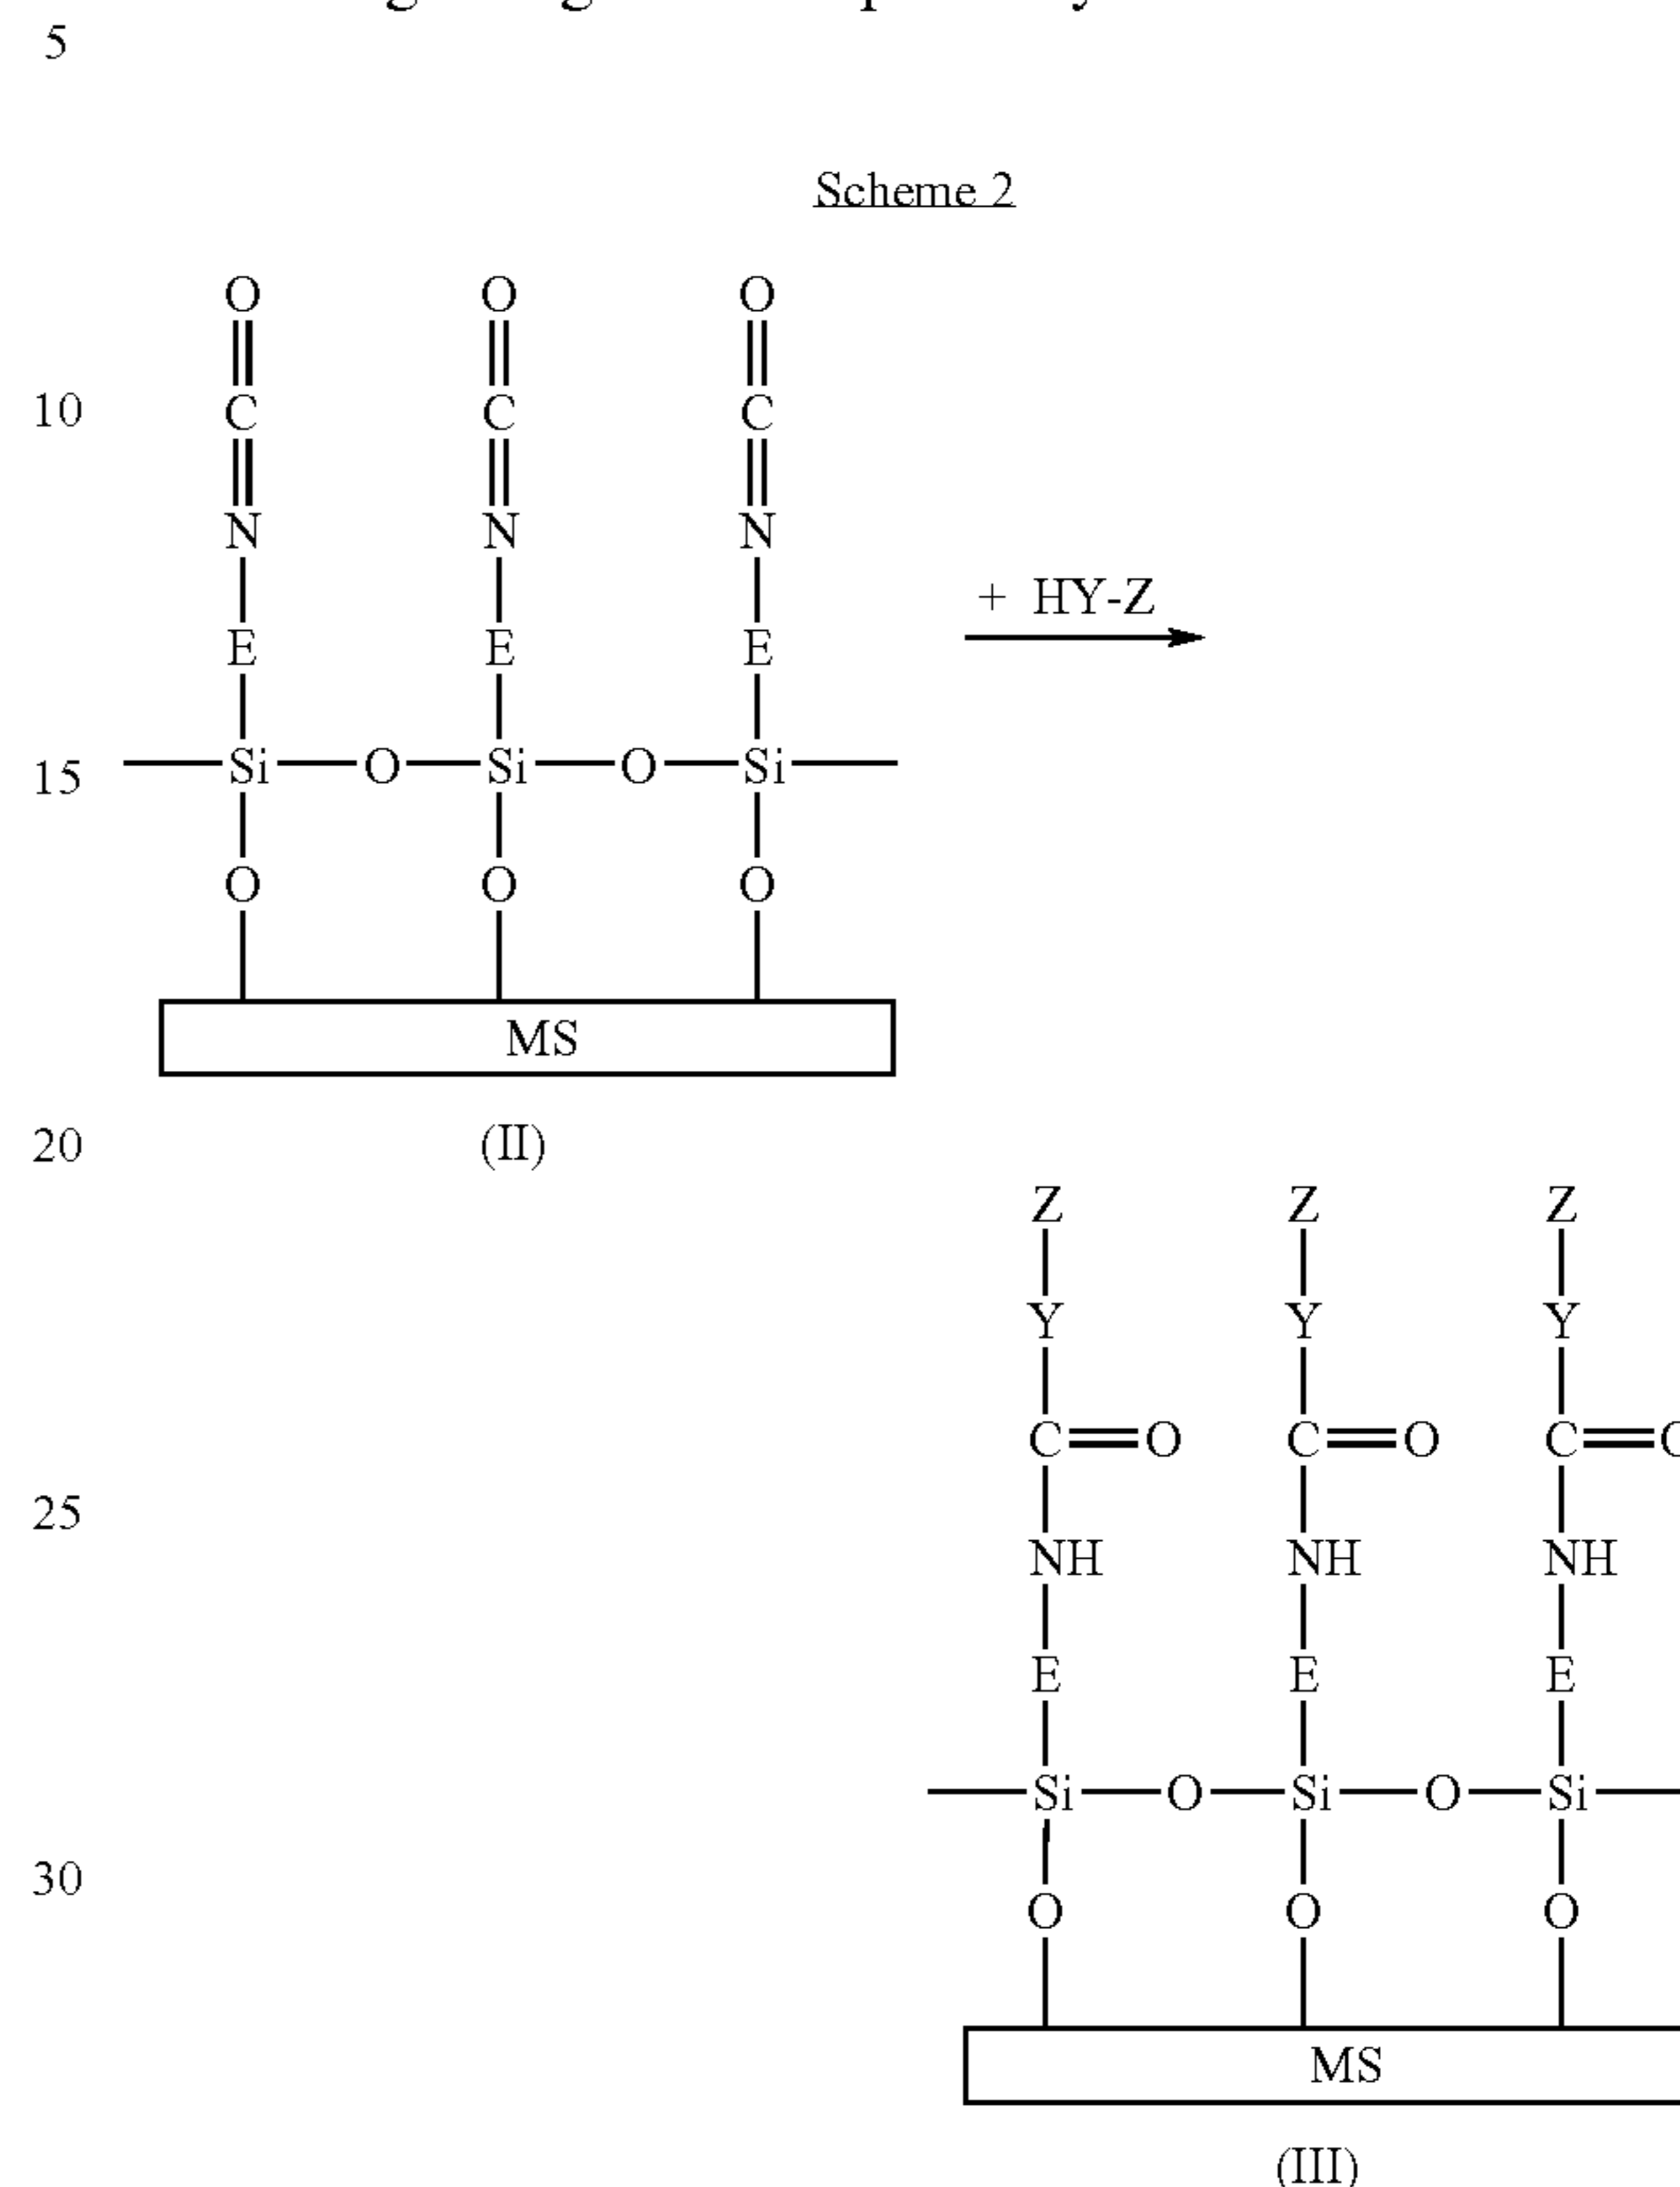 5
Scheme 2
O O O
10 C C C
N N N
+ HY-Z
E E E
15 Si O Si O Si
O O O
MS
20 (II)
Z Z Z
Y Y Y
C O C O C O
25
NH NH NH
E E E
Si O Si O Si
30
O O O
MS
(III)